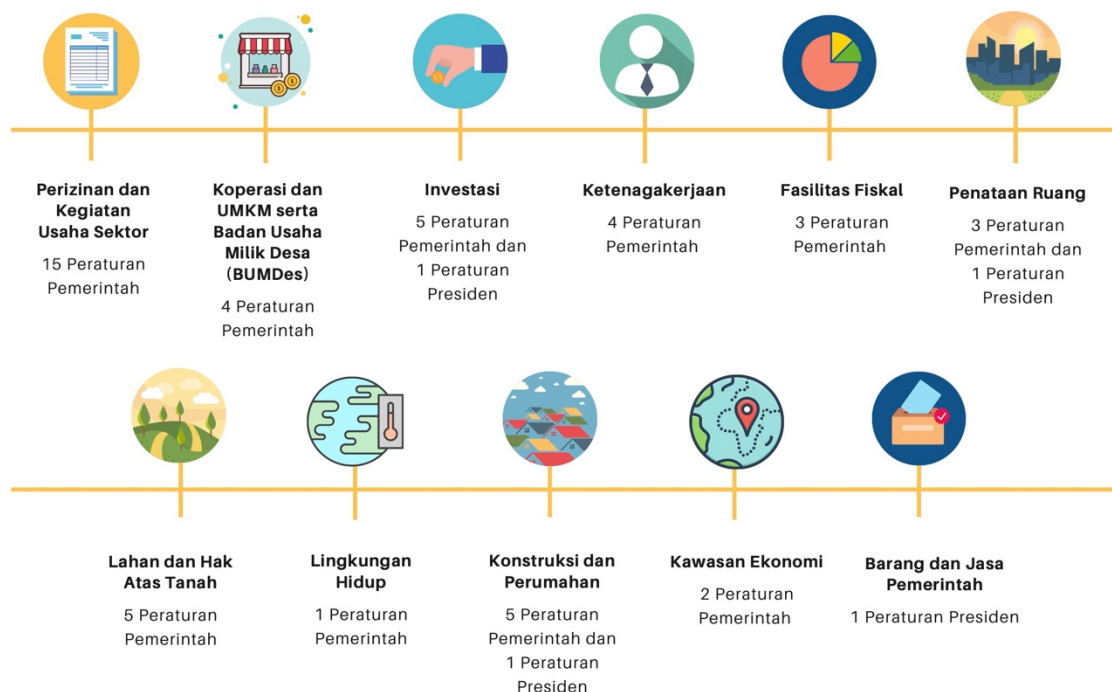 Perizinan dan
Kegiatan
Usaha Sektor
15 Peraturan
Pemerintah
Koperasi dan
UMKM serta
Badan Usaha
Milik Desa
(BUMDes)
4 Peraturan
Pemerintah
Investasi
5 Peraturan
Pemerintah dan
1 Peraturan
Presiden
Ketenagakerjaan
4 Peraturan
Pemerintah
Fasilitas Fiskal
3 Peraturan
Pemerintah
Penataan Ruang
3 Peraturan
Pemerintah dan
1 Peraturan
Presiden
Lahan dan Hak
Atas Tanah
5 Peraturan
Pemerintah
Lingkungan
Hidup
1 Peraturan
Pemerintah
Konstruksi dan
Perumahan
5 Peraturan
Pemerintah dan
1 Peraturan
Presiden
Kawasan Ekonomi
2 Peraturan
Pemerintah
Barang dan Jasa
Pemerintah
1 Peraturan Presiden